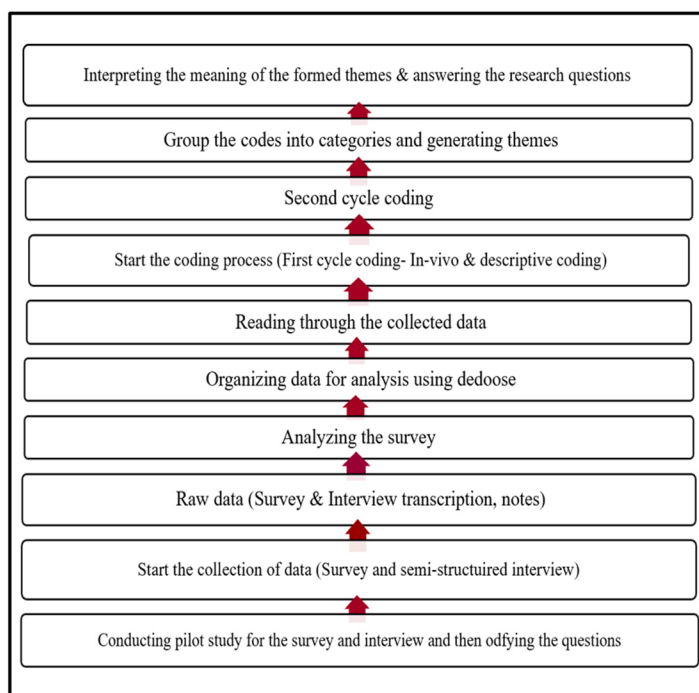 Interpreting the meaning of the formed themes & answering the research questions
Group the codes into categories and generating themes
Second cycle coding
Start the coding process (First cycle coding- In-vivo & descriptive coding)
Reading through the collected data
Organizing data for analysis using dedoose
Analyzing the survey
Raw data (Survey & Interview transcription, notes)
Start the collection of data (Survey and semi-structuired interview)
Conducting pilot study for the survey and interview and then odfying the questions